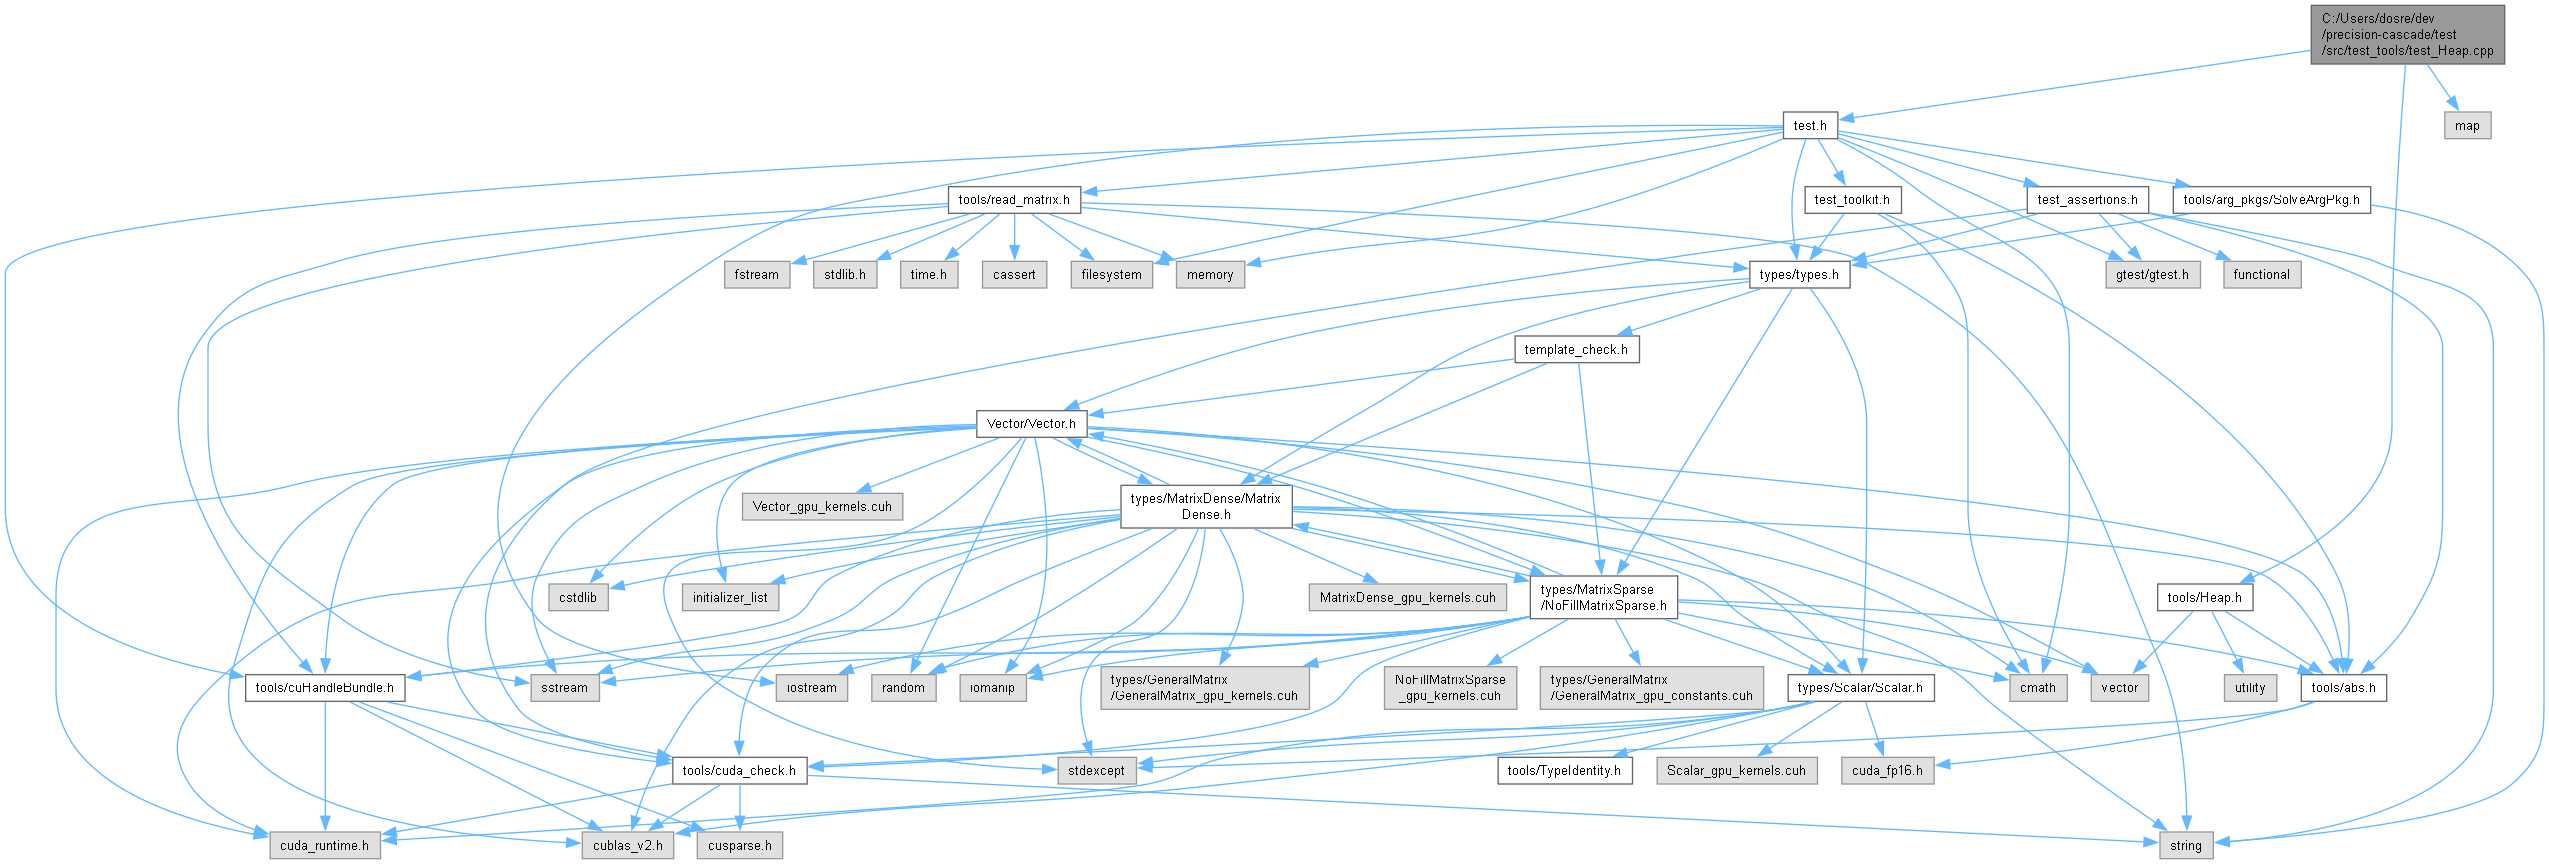 C:/Users/dosre/dev
/precision-cascade/test
/src/test_tools/test_Heap.cpp
test.h
map
tools/read_matrix.h
test_toolkit.h
test_assertions.h
tools/arg_pkgs/SolveArgPkg.h
fstream
stdlib.h
time.h
cassert
filesystem
memory
types/types.h
gtest/gtest.h
functional
template_check.h
Vector/Vector.h
Vector_gpu_kernels.cuh
types/MatrixDense/Matrix
Dense.h
cstdlib
initializer_list
MatrixDense_gpu_kernels.cuh
types/MatrixSparse
/NoFillMatrixSparse.h
tools/Heap.h
tools/cuHandleBundle.h
sstream
iostream
random
iomanip
types/GeneralMatrix
/GeneralMatrix_gpu_kernels.cuh
NoFillMatrixSparse
_gpu_kernels.cuh
types/GeneralMatrix
/GeneralMatrix_gpu_constants.cuh
types/Scalar/Scalar.h
cmath
vector
utility
tools/abs.h
tools/cuda_check.h
stdexcept
tools/TypeIdentity.h
Scalar_gpu_kernels.cuh
cuda_fp16.h
cuda_runtime.h
cublas_v2.h
cusparse.h
string